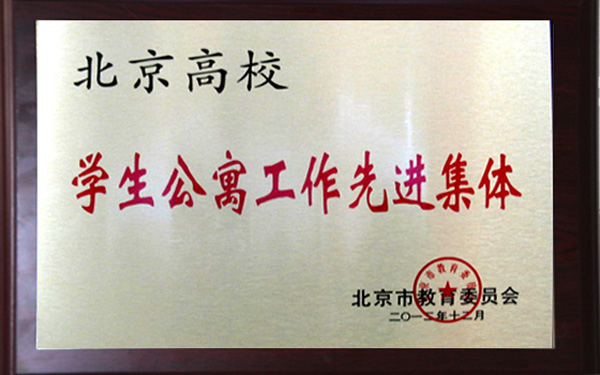 北京高校
学生公寓工作先进集体
北京市教育委员会
二〇一二年十二月